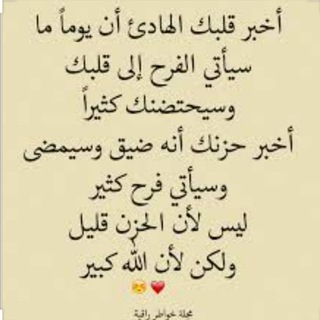 أخبر قلبك الهادئ أن يوماً ما
سيأتي الفرح إلى قلبك
وسيحتضنك كثيراً
أخبر حزنك أنه ضيق وسيمضى
وسيأتي فرح كثير
ليس لأن الحزن قليل
ولكن لأن الله كبير
☺️❤️
مجلة خواطر راقية